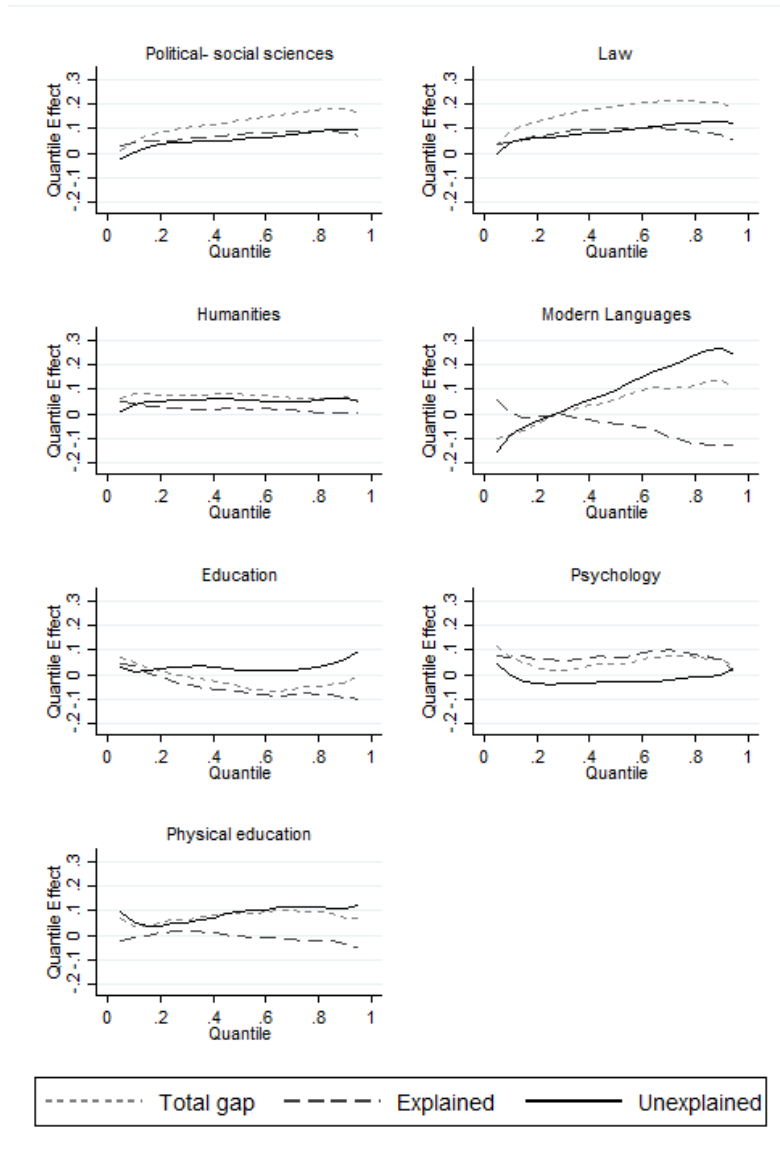 Political- social sciences
Quantile Effect
-.2 -.1 0 .1 .2 .3
0 .2 .4 .6 .8 1
Quantile
Law
Quantile Effect
-.2 -.1 0 .1 .2 .3
0 .2 .4 .6 .8 1
Quantile
Humanities
Quantile Effect
-.2 -.1 0 .1 .2 .3
0 .2 .4 .6 .8 1
Quantile
Modern Languages
Quantile Effect
-.2 -.1 0 .1 .2 .3
0 .2 .4 .6 .8 1
Quantile
Education
Quantile Effect
-.2 -.1 0 .1 .2 .3
0 .2 .4 .6 .8 1
Quantile
Psychology
Quantile Effect
-.2 -.1 0 .1 .2 .3
0 .2 .4 .6 .8 1
Quantile
Physical education
Quantile Effect
-.2 -.1 0 .1 .2 .3
0 .2 .4 .6 .8 1
Quantile
Total gap Explained Unexplained